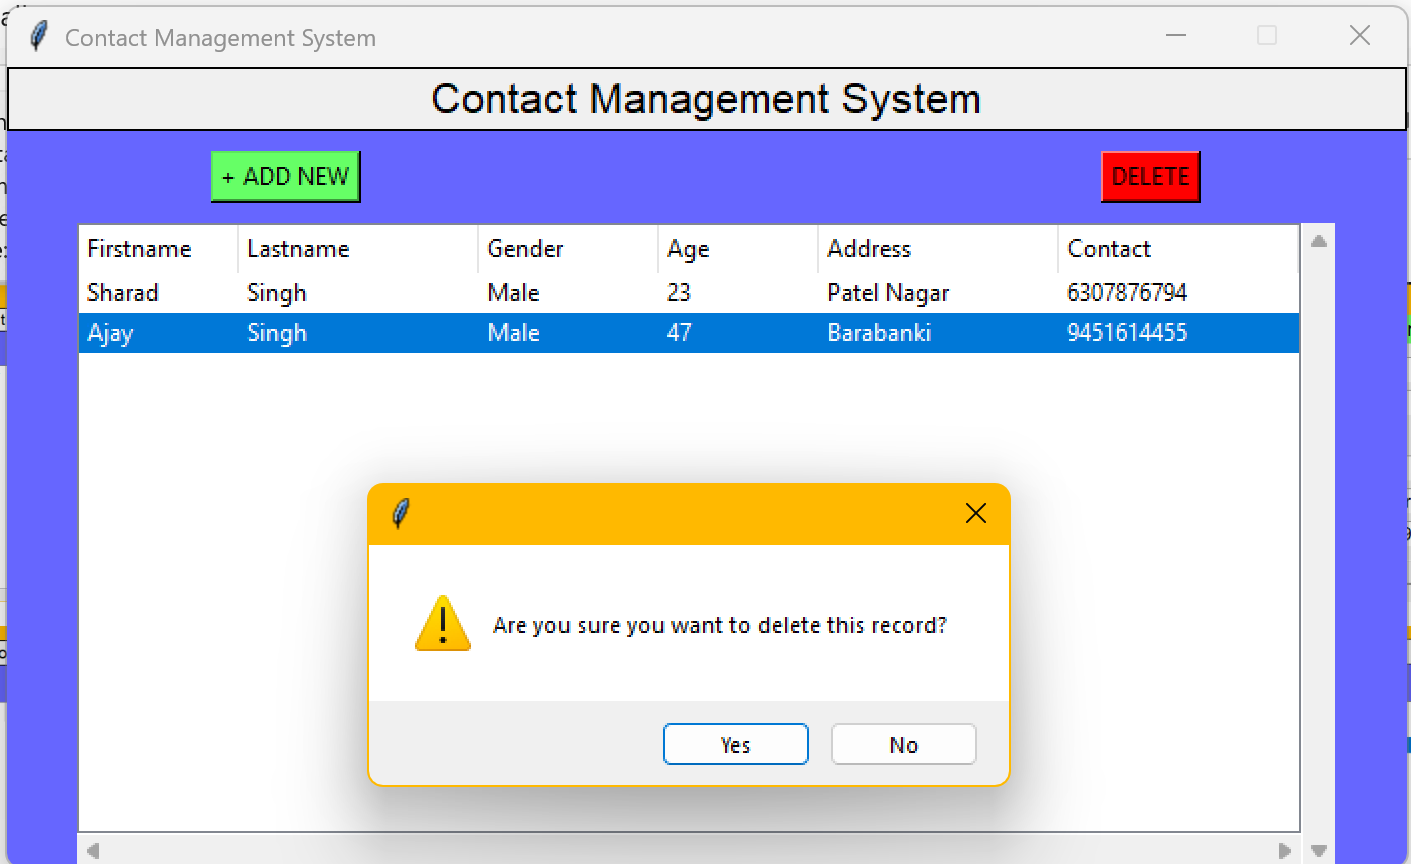 Contact Management System
Contact Management System
+ ADD NEW DELETE
Firstname Lastname Gender Age Address Contact
Sharad Singh Male 23 Patel Nagar 6307876794
Ajay Singh Male 47 Barabanki 9451614455
Are you sure you want to delete this record?
Yes No